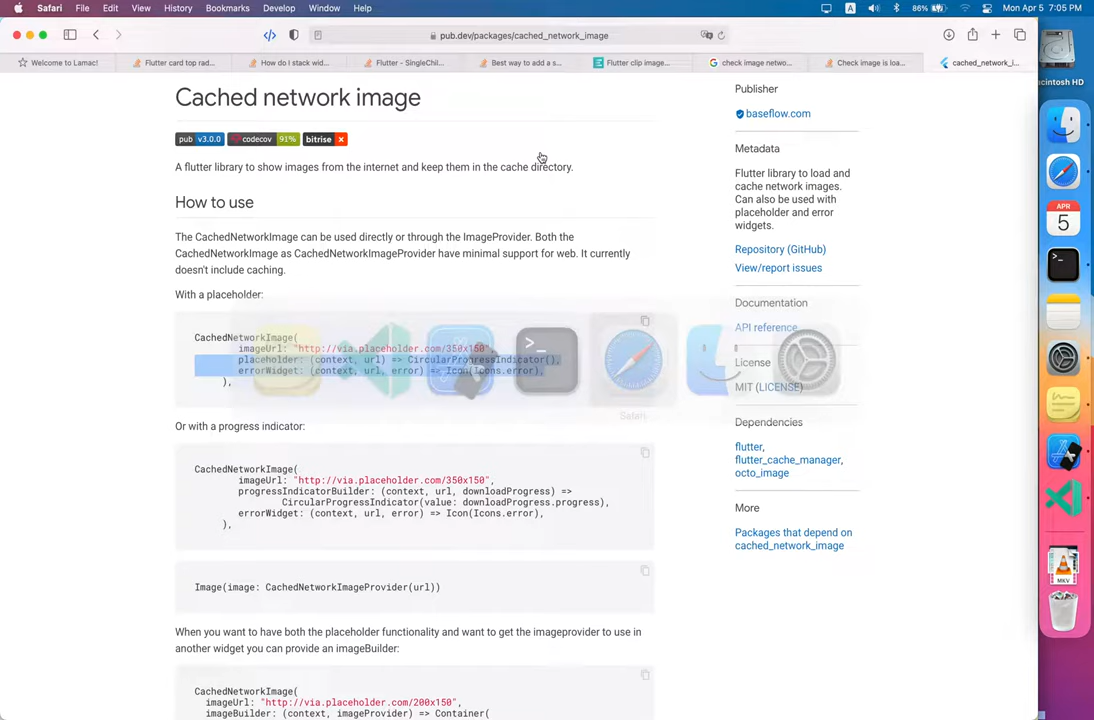 Safari File Edit View History Bookmarks Develop Window Help
A 86% Mon Apr 5 7:05 PM
pub.dev/packages/cached_network_image
Welcome to Lamac! Flutter card top rad... How do I stack wid... Flutter - SingleChil... Best way to add a s... Flutter clip image... check image netwo... Check image is loa... cached_network_i...
Cached network image
pub v3.0.0 codecov 91% bitrise x
A flutter library to show images from the internet and keep them in the cache directory.
How to use
The CachedNetworkImage can be used directly or through the ImageProvider. Both the
CachedNetworkImage as CachedNetworkImageProvider have minimal support for web. It currently
doesn't include caching.
With a placeholder:
CachedNetworkImage(
imageUrl: "http://via.placeholder.com/350x150",
placeholder: (context, url) => CircularProgressIndicator(),
errorWidget: (context, url, error) => Icon(Icons.error),
),
Safari
Or with a progress indicator:
CachedNetworkImage(
imageUrl: "http://via.placeholder.com/350x150",
progressIndicatorBuilder: (context, url, downloadProgress) =>
CircularProgressIndicator(value: downloadProgress.progress),
errorWidget: (context, url, error) => Icon(Icons.error),
),
Image(image: CachedNetworkImageProvider(url))
When you want to have both the placeholder functionality and want to get the imageprovider to use in
another widget you can provide an imageBuilder:
CachedNetworkImage(
imageUrl: "http://via.placeholder.com/200x150",
imageBuilder: (context, imageProvider) => Container(
Publisher
baseflow.com
Metadata
Flutter library to load and
cache network images.
Can also be used with
placeholder and error
widgets.
Repository (GitHub)
View/report issues
Documentation
API reference
License
MIT (LICENSE)
Dependencies
flutter,
flutter_cache_manager,
octo_image
More
Packages that depend on
cached_network_image
acintosh HD
APR
5
MKV